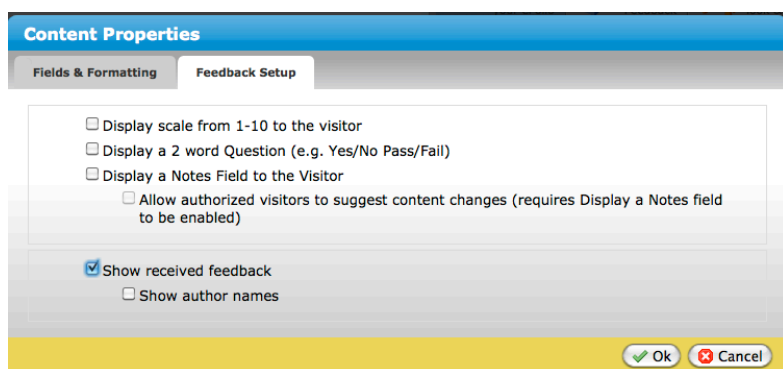 Content Properties
Fields & Formatting
Feedback Setup
Display scale from 1-10 to the visitor
Display a 2 word Question (e.g. Yes/No Pass/Fail)
Display a Notes Field to the Visitor
Allow authorized visitors to suggest content changes (requires Display a Notes field
to be enabled)
Show received feedback
Show author names
Ok
Cancel